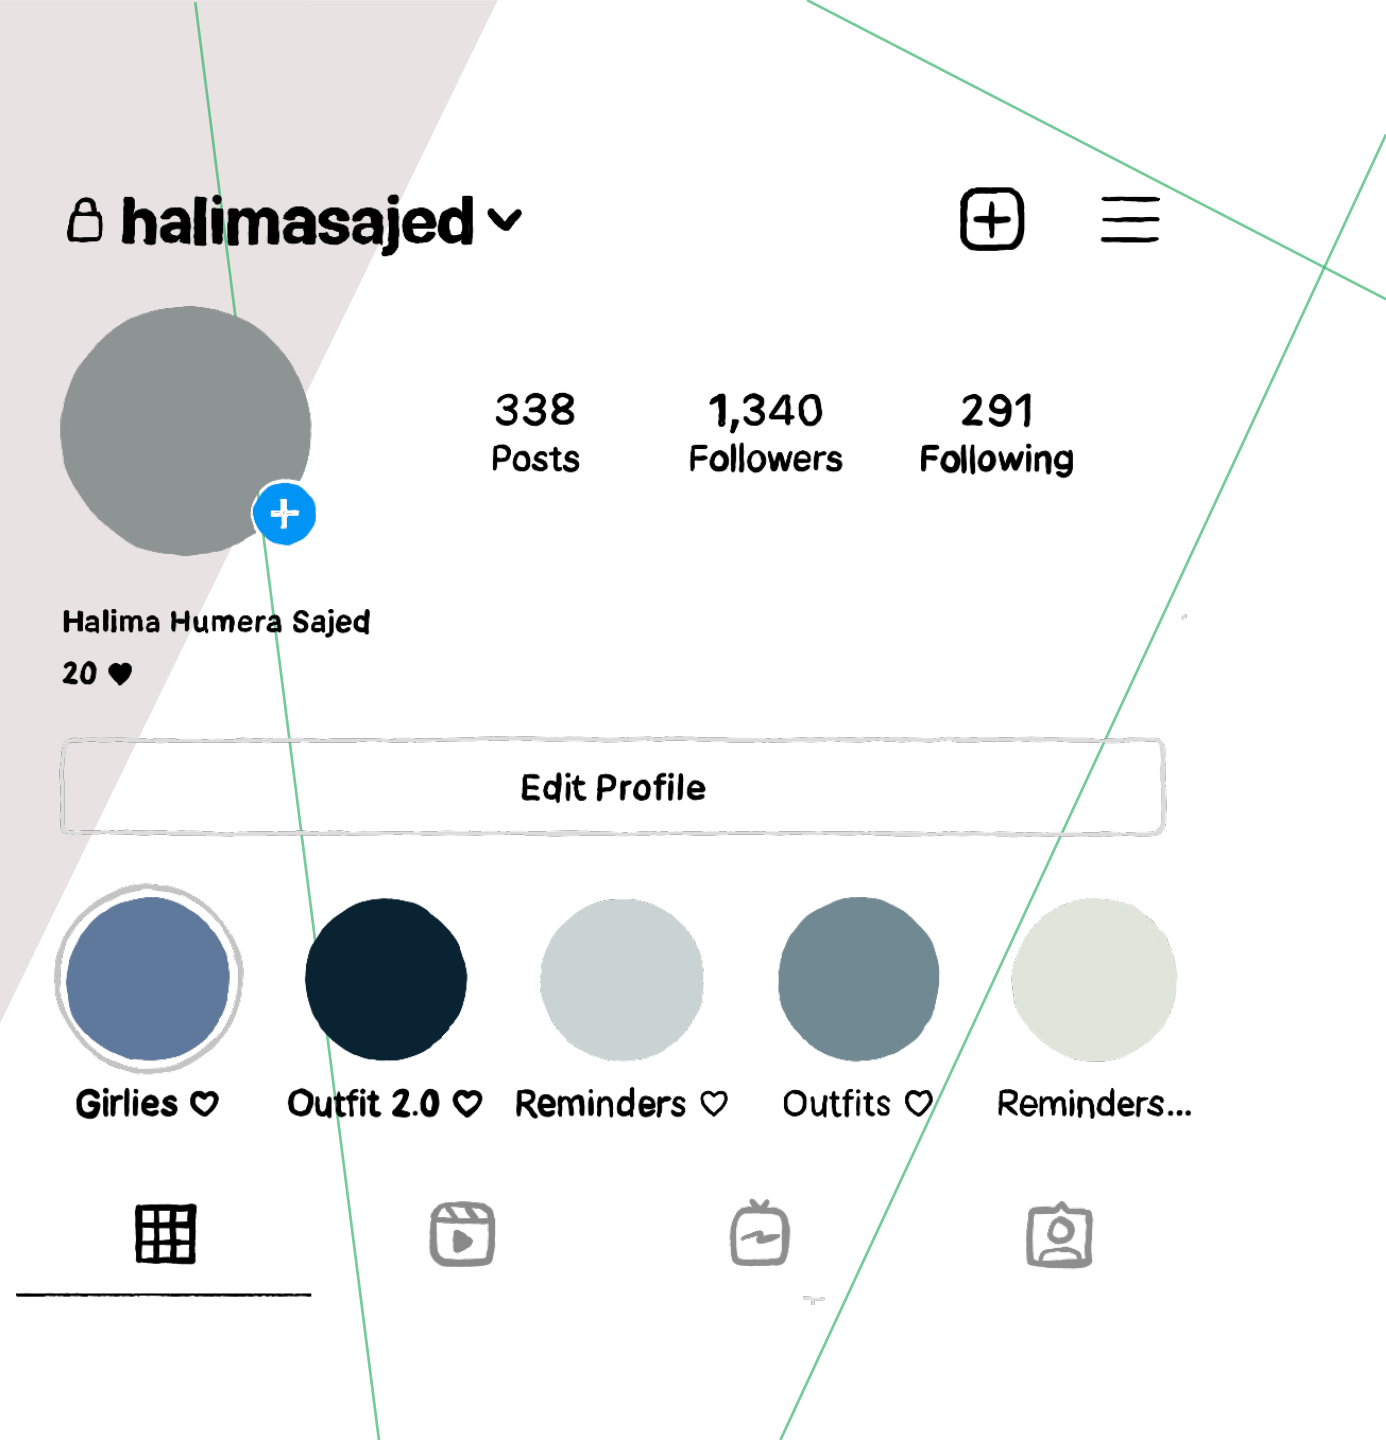 halimasajed
338 1,340 291
Posts Followers Following
Halima Humera Sajed
20 🖤
Edit Profile
Girlies ♡ Outfit 2.0 ♡ Reminders ♡ Outfits ♡ Reminders...